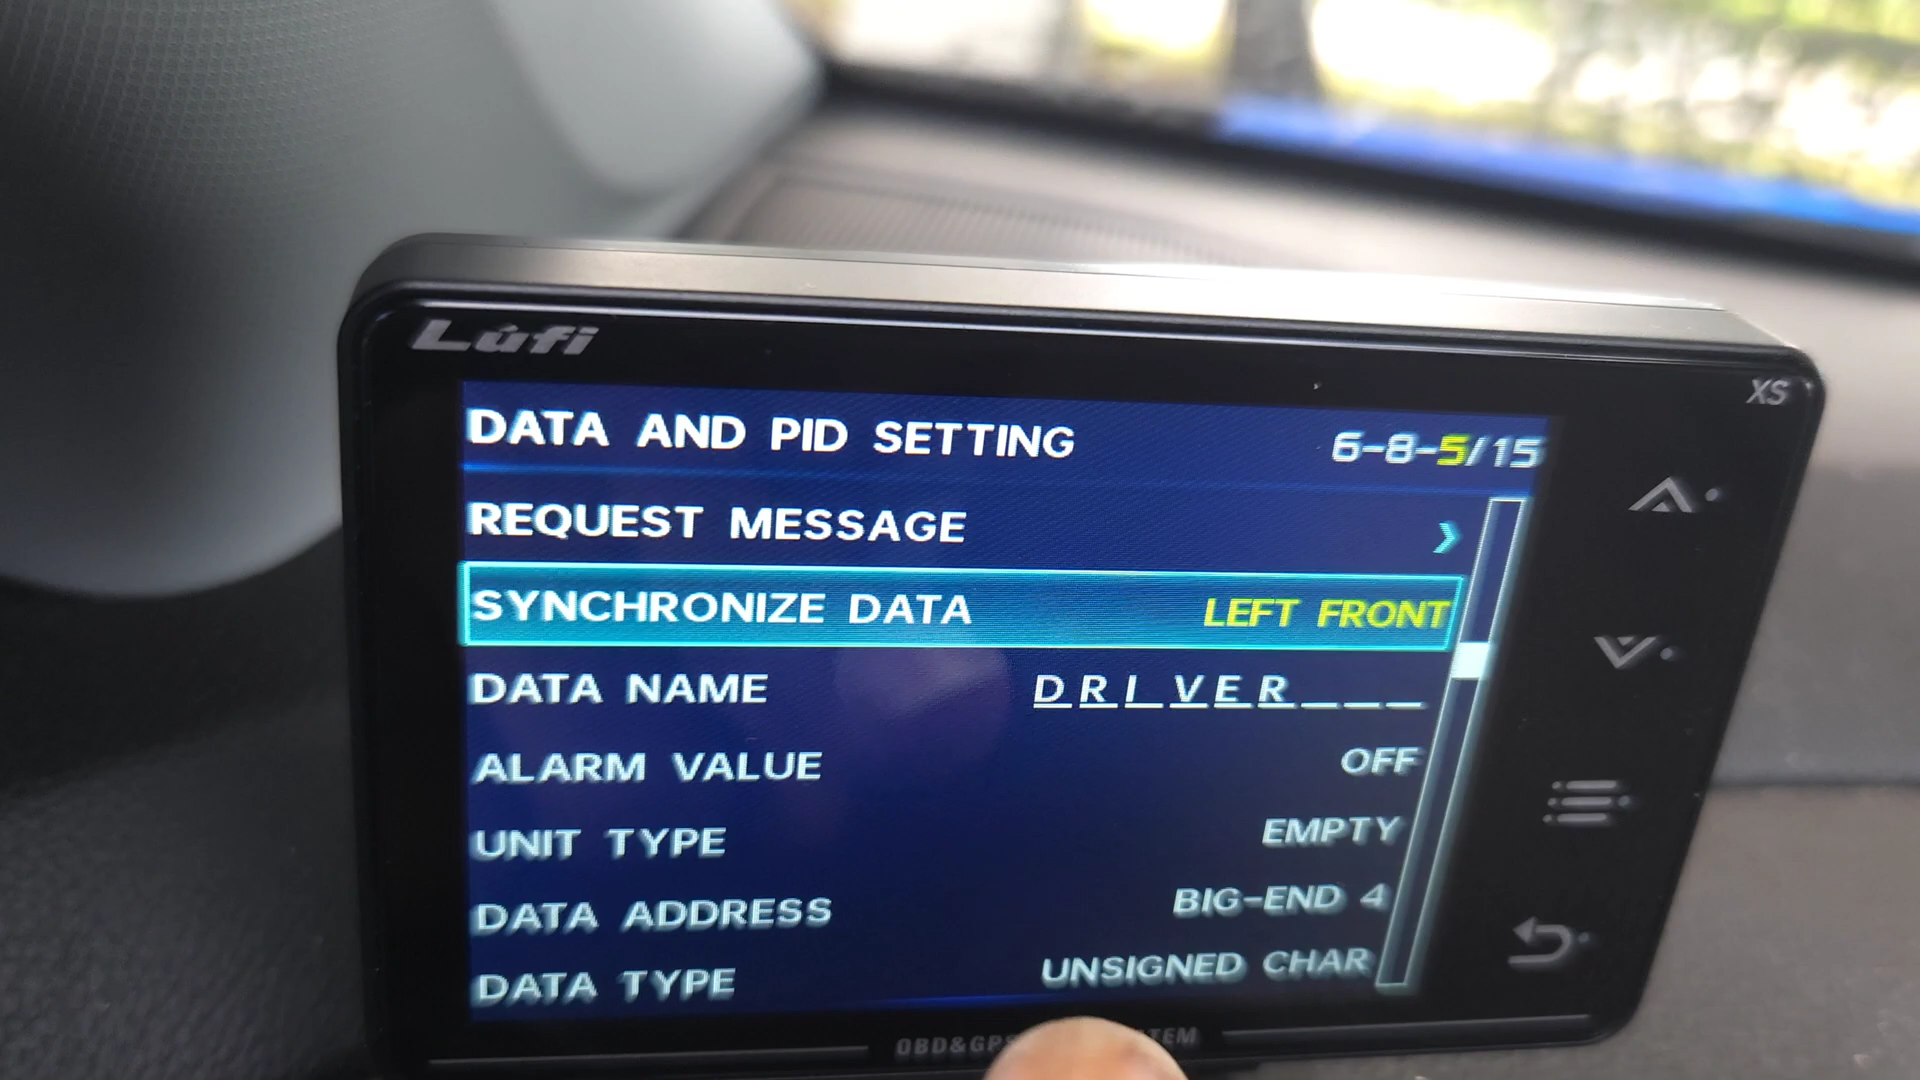 Lúfi
XS
DATA AND PID SETTING 6-8-5/15
REQUEST MESSAGE ›
SYNCHRONIZE DATA LEFT FRONT
DATA NAME DRIVER___
ALARM VALUE OFF
UNIT TYPE EMPTY
DATA ADDRESS BIG-END 4
DATA TYPE UNSIGNED CHAR